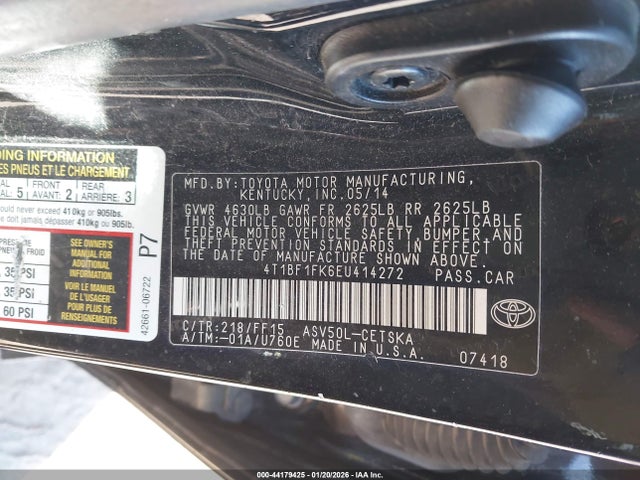 DING INFORMATION
ES PNEUS ET LE CHARGEMENT
AL 5 FRONT AVANT: 2 REAR ARRIÈRE: 3
ould never exceed 410kg or 905lbs.
it jamais dépasser 410kg ou 905lbs.
35 PSI
35 PSI
60 PSI
SEE OWNER'S
MANUAL FOR
ADDITIONAL
INFORMATION
VOIR LE MANUEL
DE L'USAGER
POUR PLUS DE
RENSEIGNEMENTS
P7
42661-06722
MFD.BY:TOYOTA MOTOR MANUFACTURING,
KENTUCKY,INC.05/14
GVWR 4630LB GAWR FR 2625LB RR 2625LB
THIS VEHICLE CONFORMS TO ALL APPLICABLE
FEDERAL MOTOR VEHICLE SAFETY,BUMPER,AND
THEFT PREVENTION STANDARDS IN EFFECT ON
THE DATE OF MANUFACTURE SHOWN ABOVE.
4T1BF1FK6EU414272 PASS.CAR
C/TR:218/FF15 ASV50L-CETSKA
A/TM:-01A/U760E MADE IN U.S.A.
07418
TOYOTA
000-44179425 - 01/20/2026 - IAA Inc.